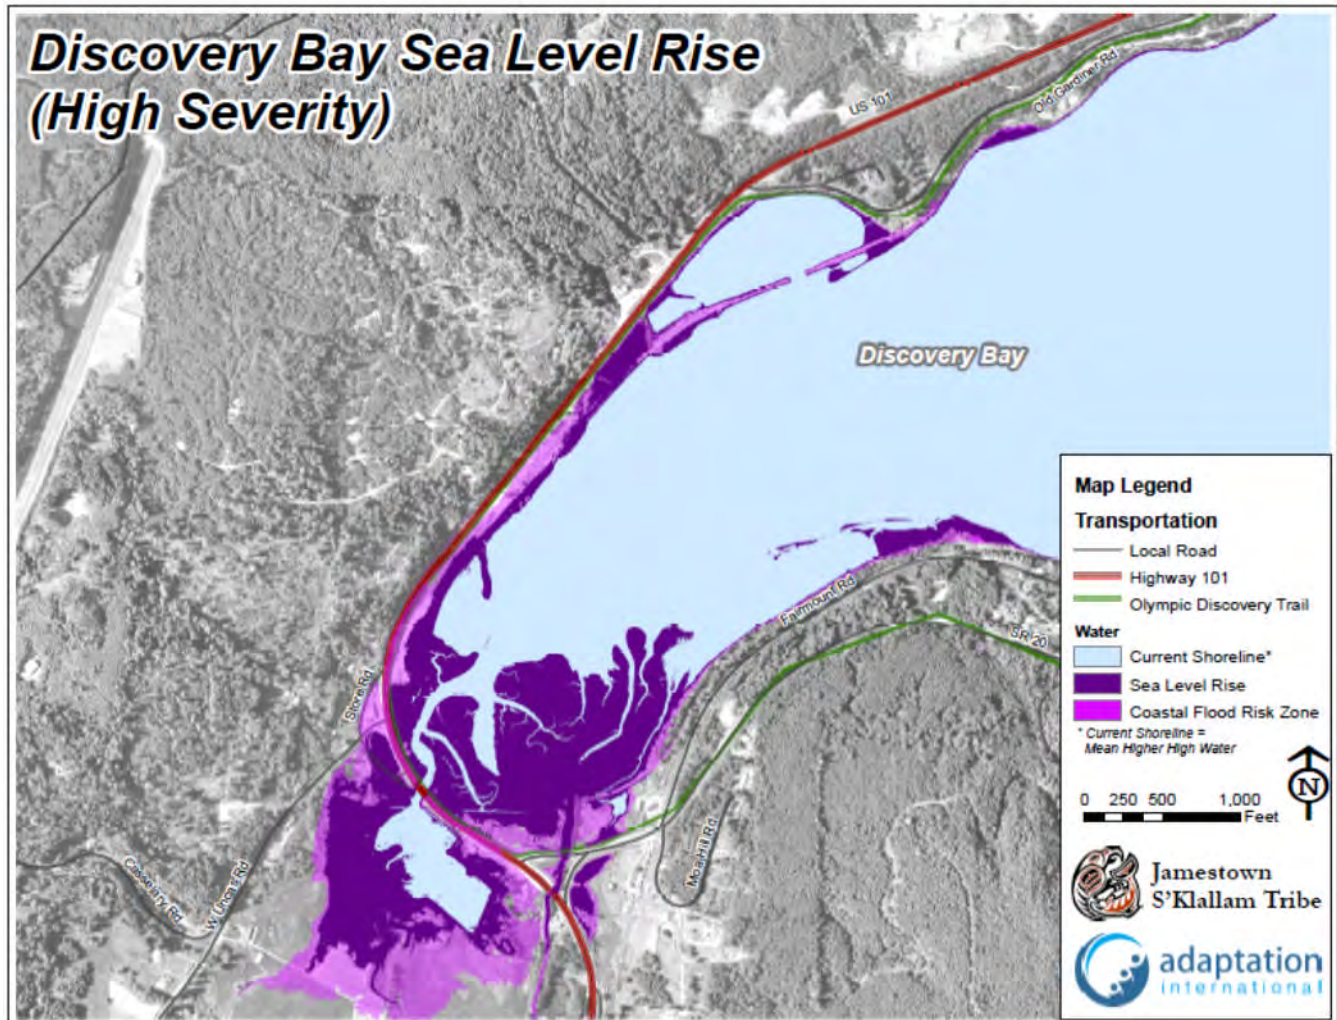 Discovery Bay Sea Level Rise
(High Severity)
US 101
Old Gardiner Rd
Discovery Bay
Fairmount Rd
SR 20
Store Rd
Mola Hill Rd
W Uncas Rd
Casselary Rd
Map Legend
Transportation
Local Road
Highway 101
Olympic Discovery Trail
Water
Current Shoreline*
Sea Level Rise
Coastal Flood Risk Zone
* Current Shoreline =
Mean Higher High Water
N
0 250 500 1,000
Feet
Jamestown
S'Klallam Tribe
adaptation
international